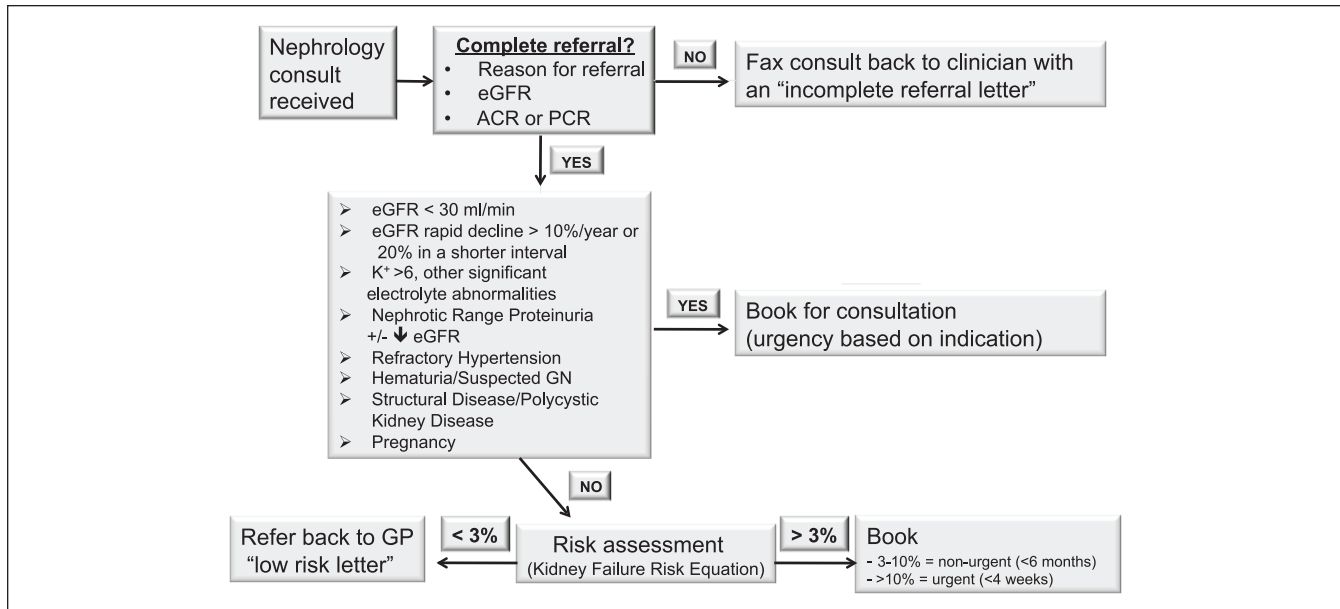 Nephrology
consult
received
Complete referral?
• Reason for referral
• eGFR
• ACR or PCR
NO
Fax consult back to clinician with
an “incomplete referral letter”
YES
➢ eGFR < 30 ml/min
➢ eGFR rapid decline > 10%/year or
20% in a shorter interval
➢ K⁺ >6, other significant
electrolyte abnormalities
➢ Nephrotic Range Proteinuria
+/- 🡻 eGFR
➢ Refractory Hypertension
➢ Hematuria/Suspected GN
➢ Structural Disease/Polycystic
Kidney Disease
➢ Pregnancy
YES
Book for consultation
(urgency based on indication)
NO
Refer back to GP
“low risk letter”
< 3%
Risk assessment
(Kidney Failure Risk Equation)
> 3%
Book
- 3-10% = non-urgent (<6 months)
- >10% = urgent (<4 weeks)